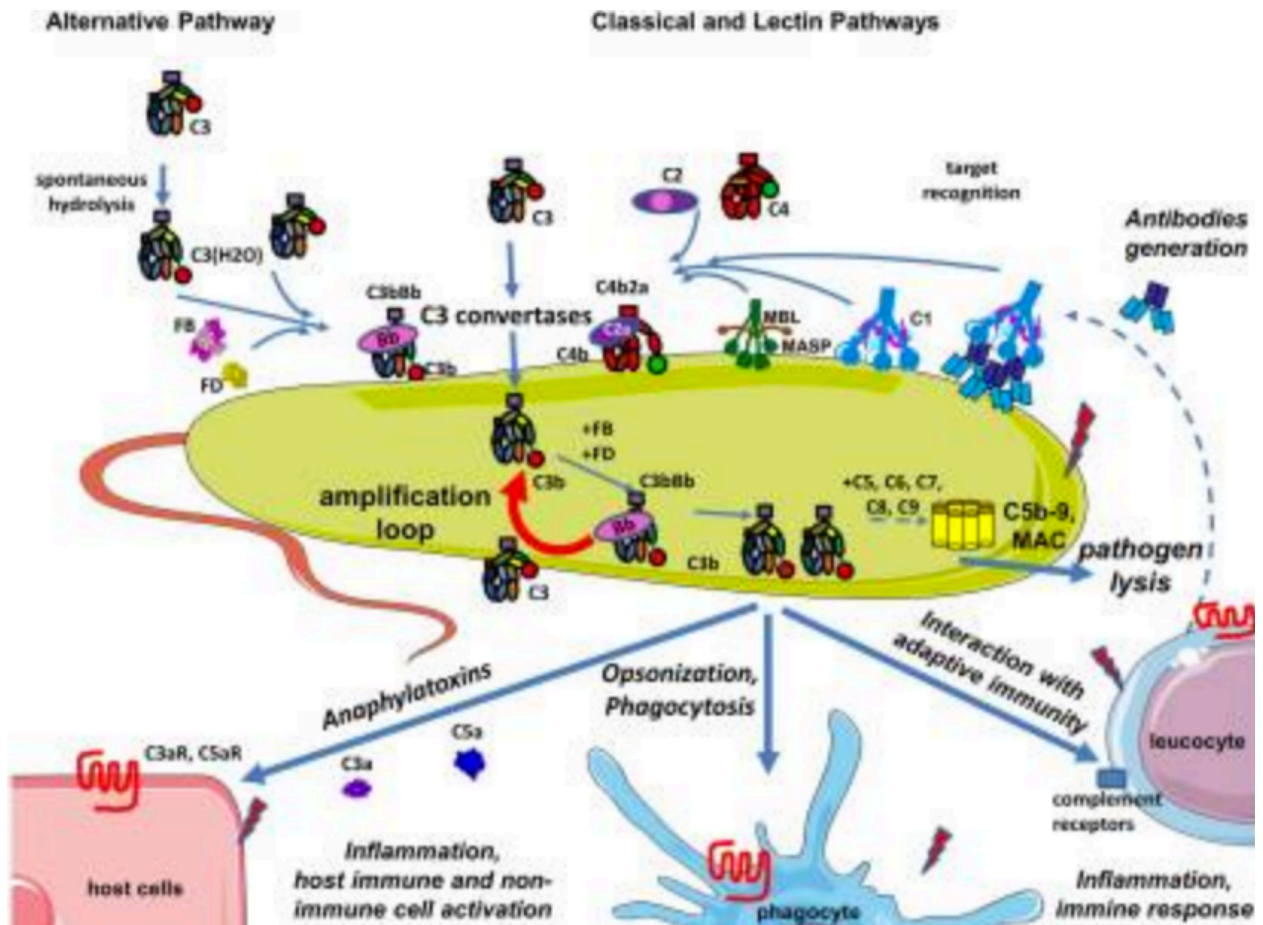 Alternative Pathway
Classical and Lectin Pathways
C3
spontaneous
hydrolysis
C3(H2O)
FB
FD
C3bBb
Bb
C3b
C3
C3 convertases
C2
C4
C4b2a
C2a
C4b
MBL
MASP
C1
target
recognition
Antibodies
generation
+FB
+FD
C3b
C3bBb
Bb
amplification
loop
C3
C3b
+C5, C6, C7,
C8, C9
C5b-9,
MAC
pathogen
lysis
Anaphylatoxins
Opsonization,
Phagocytosis
Interaction with
adaptive immunity
C3aR, C5aR
C3a
C5a
host cells
Inflammation,
host immune and non-
immune cell activation
phagocyte
leucocyte
complement
receptors
Inflammation,
immine response